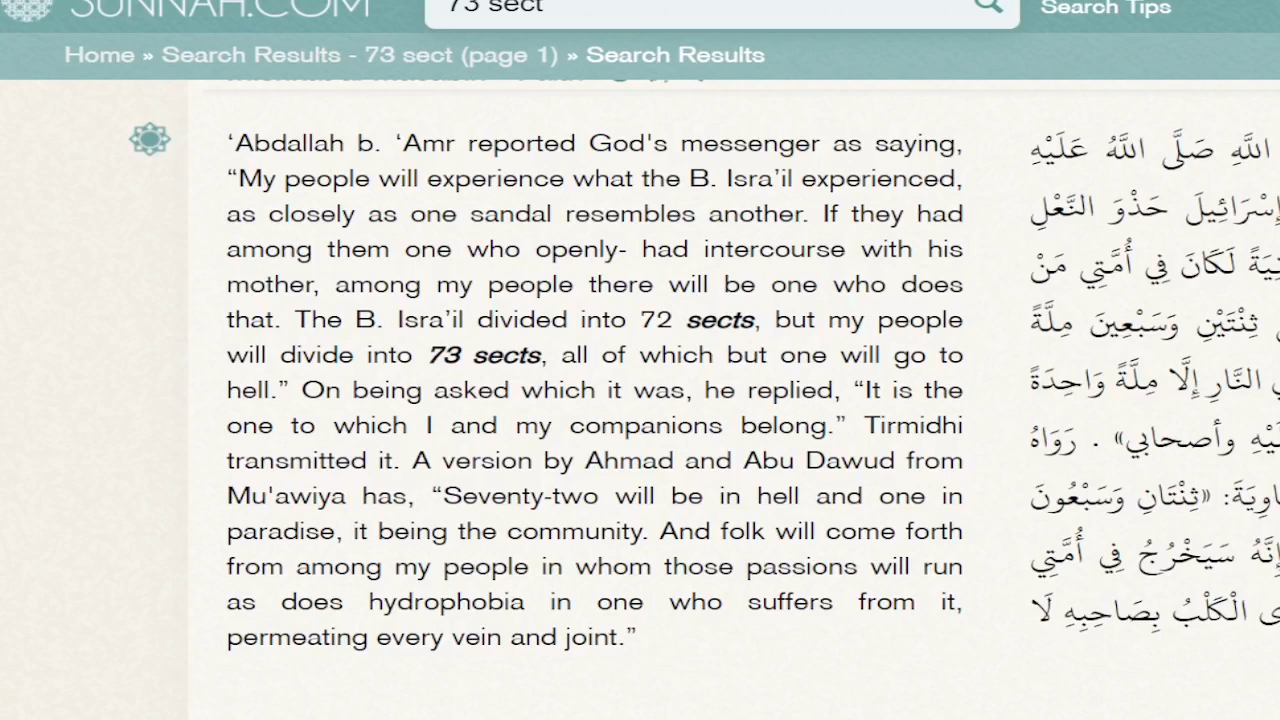 SUNNAH.COM
73 sect
Search Tips
Home » Search Results - 73 sect (page 1) » Search Results
‘Abdallah b. ‘Amr reported God's messenger as saying,
“My people will experience what the B. Isra’il experienced,
as closely as one sandal resembles another. If they had
among them one who openly- had intercourse with his
mother, among my people there will be one who does
that. The B. Isra’il divided into 72 sects, but my people
will divide into 73 sects, all of which but one will go to
hell.” On being asked which it was, he replied, “It is the
one to which I and my companions belong.” Tirmidhi
transmitted it. A version by Ahmad and Abu Dawud from
Mu'awiya has, “Seventy-two will be in hell and one in
paradise, it being the community. And folk will come forth
from among my people in whom those passions will run
as does hydrophobia in one who suffers from it,
permeating every vein and joint.”
اللَّهِ صَلَّى اللَّهُ عَلَيْهِ
إِسْرَائِيلَ حَذْوَ النَّعْلِ
لَكَانَ فِي أُمَّتِي مَنْ
ثِنْتَيْنِ وَسَبْعِينَ مِلَّةً
النَّارِ إِلَّا مِلَّةً وَاحِدَةً
وأصحابي» . رَوَاهُ
«ثِنْتَانِ وَسَبْعُونَ
سَيَخْرُجُ فِي أُمَّتِي
الْكَلْبُ بِصَاحِبِهِ لَا